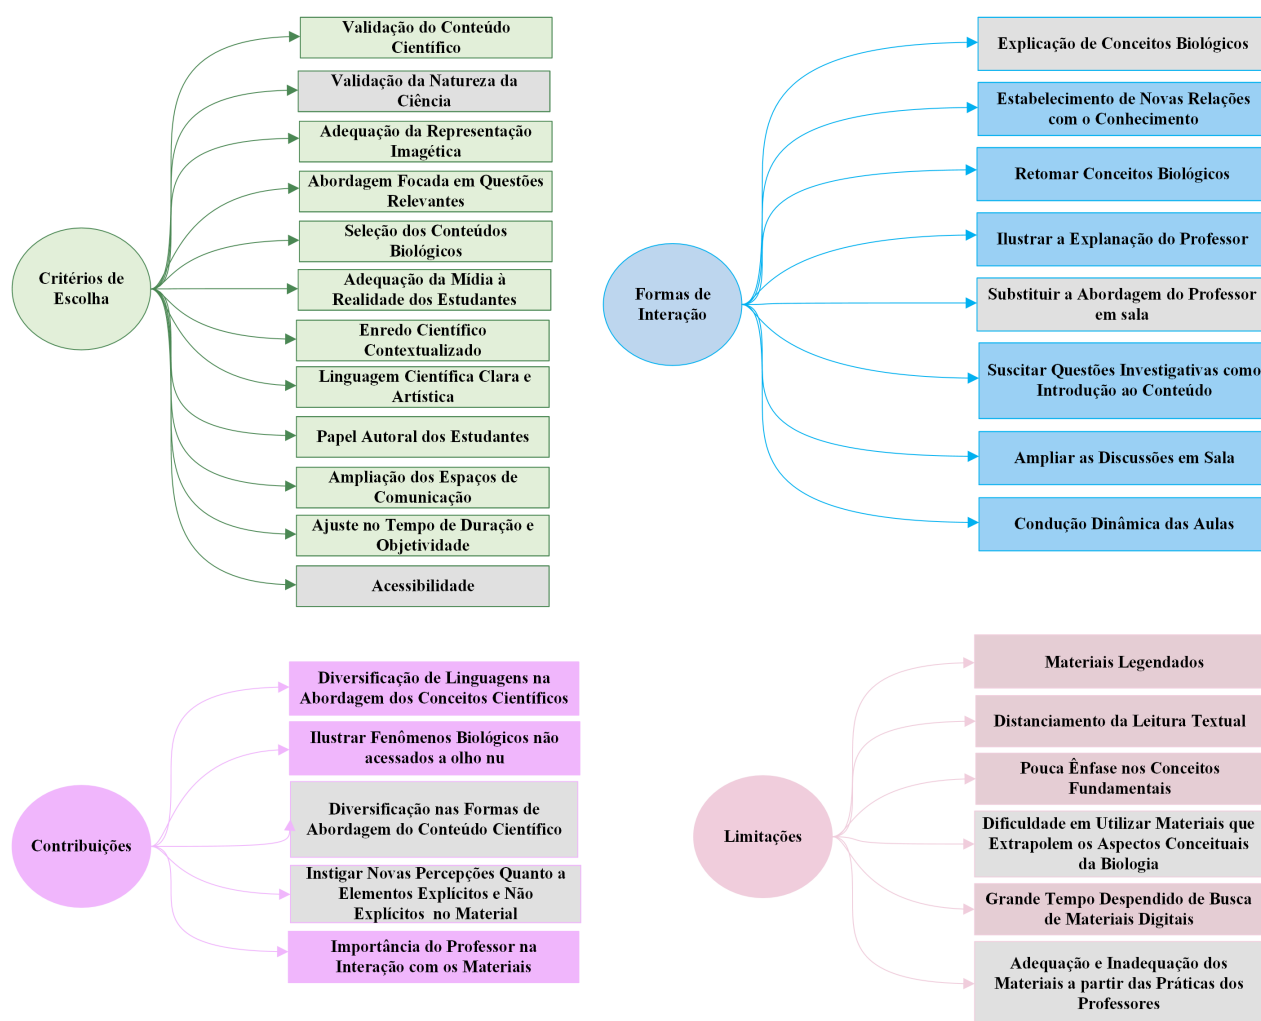 Critérios de
Escolha
Validação do Conteúdo
Científico
Validação da Natureza da
Ciência
Adequação da Representação
Imagética
Abordagem Focada em Questões
Relevantes
Seleção dos Conteúdos
Biológicos
Adequação da Mídia à
Realidade dos Estudantes
Enredo Científico
Contextualizado
Linguagem Científica Clara e
Artística
Papel Autoral dos Estudantes
Ampliação dos Espaços de
Comunicação
Ajuste no Tempo de Duração e
Objetividade
Acessibilidade
Formas de
Interação
Explicação de Conceitos Biológicos
Estabelecimento de Novas Relações
com o Conhecimento
Retomar Conceitos Biológicos
Ilustrar a Explanação do Professor
Substituir a Abordagem do Professor
em sala
Suscitar Questões Investigativas como
Introdução ao Conteúdo
Ampliar as Discussões em Sala
Condução Dinâmica das Aulas
Contribuições
Diversificação de Linguagens na
Abordagem dos Conceitos Científicos
Ilustrar Fenômenos Biológicos não
acessados a olho nu
Diversificação nas Formas de
Abordagem do Conteúdo Científico
Instigar Novas Percepções Quanto a
Elementos Explícitos e Não
Explícitos no Material
Importância do Professor na
Interação com os Materiais
Limitações
Materiais Legendados
Distanciamento da Leitura Textual
Pouca Ênfase nos Conceitos
Fundamentais
Dificuldade em Utilizar Materiais que
Extrapolem os Aspectos Conceituais
da Biologia
Grande Tempo Despendido de Busca
de Materiais Digitais
Adequação e Inadequação dos
Materiais a partir das Práticas dos
Professores